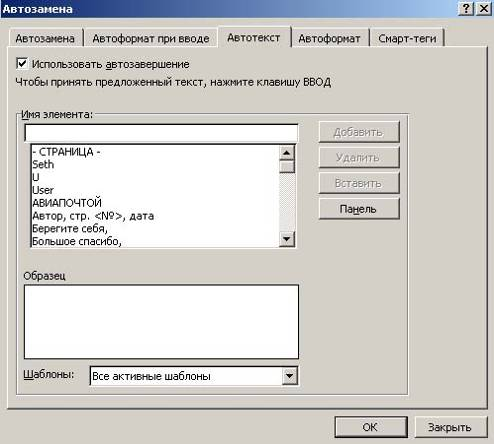 Автозамена
Автозамена Автоформат при вводе Автотекст Автоформат Смарт-теги
Использовать автозавершение
Чтобы принять предложенный текст, нажмите клавишу ВВОД
Имя элемента:
Добавить
- СТРАНИЦА -
Seth
U
User
АВИАПОЧТОЙ
Автор, стр. <№>, дата
Берегите себя,
Большое спасибо,
Удалить
Вставить
Панель
Образец
Шаблоны: Все активные шаблоны
ОК Закрыть